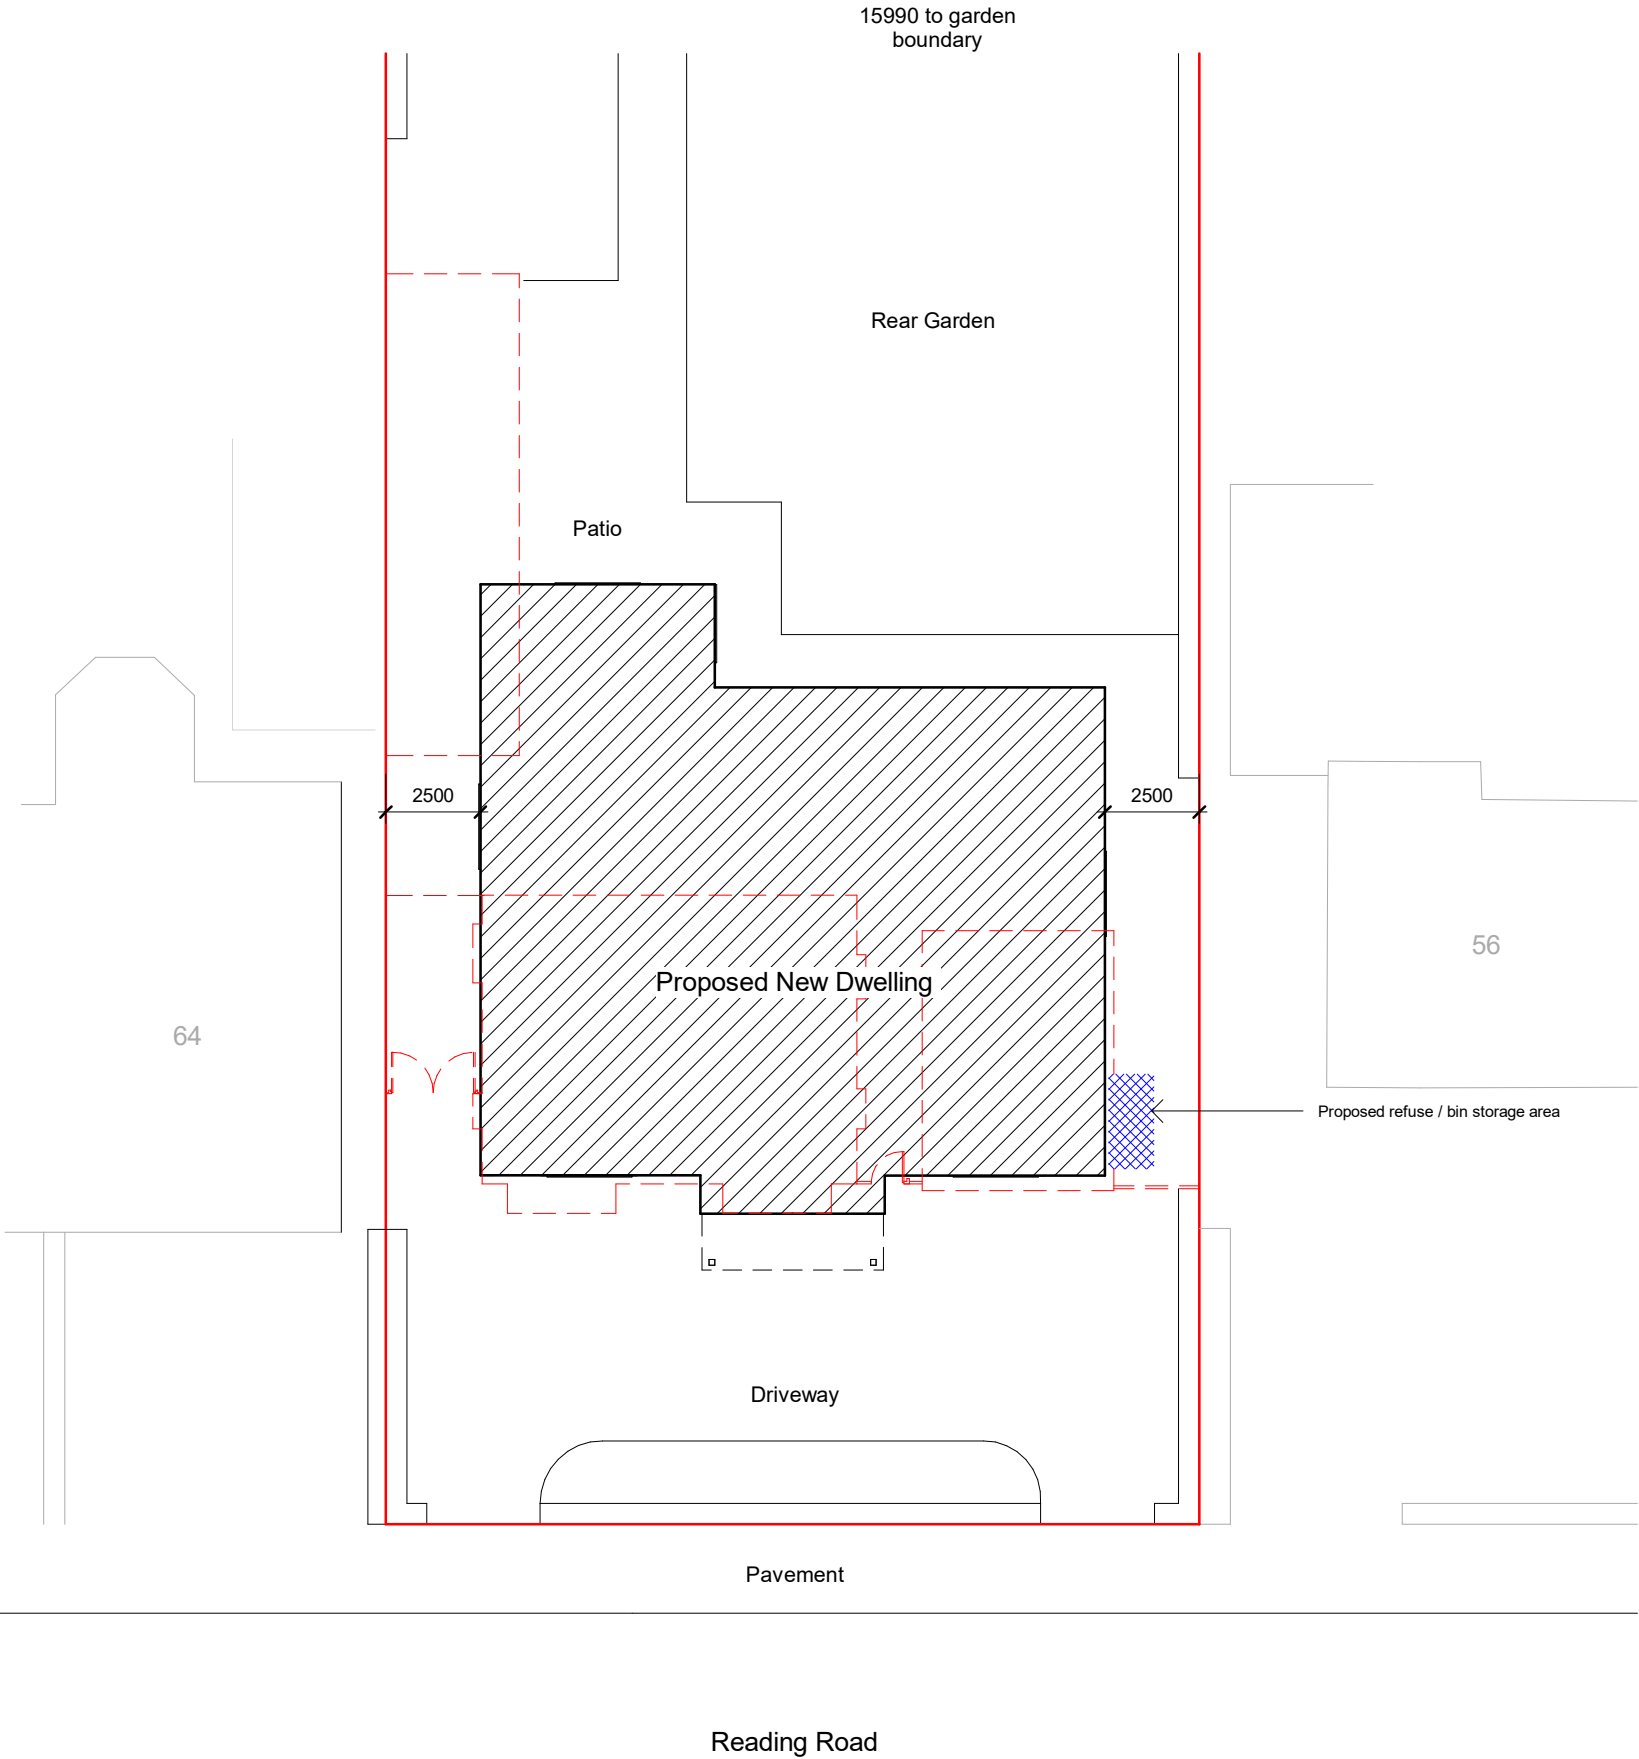 15990 to garden
boundary
Rear Garden
Patio
2500
2500
56
Proposed New Dwelling
64
Proposed refuse / bin storage area
Driveway
Pavement
Reading Road